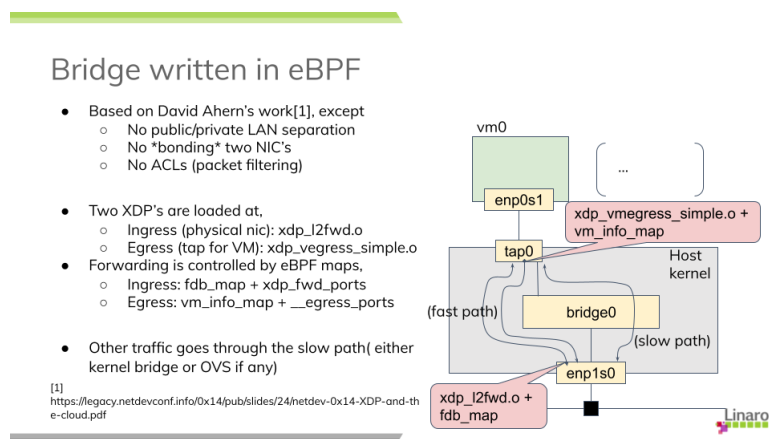 Bridge written in eBPF
● Based on David Ahern's work[1], except
○ No public/private LAN separation
○ No *bonding* two NIC's
○ No ACLs (packet filtering)
● Two XDP's are loaded at,
○ Ingress (physical nic): xdp_l2fwd.o
○ Egress (tap for VM): xdp_vegress_simple.o
● Forwarding is controlled by eBPF maps,
○ Ingress: fdb_map + xdp_fwd_ports
○ Egress: vm_info_map + __egress_ports
● Other traffic goes through the slow path( either
kernel bridge or OVS if any)
[1]
https://legacy.netdevconf.info/0x14/pub/slides/24/netdev-0x14-XDP-and-th
e-cloud.pdf
vm0
...
enp0s1
xdp_vmegress_simple.o +
vm_info_map
tap0
Host
kernel
(fast path)
bridge0
(slow path)
enp1s0
xdp_l2fwd.o +
fdb_map
Linaro